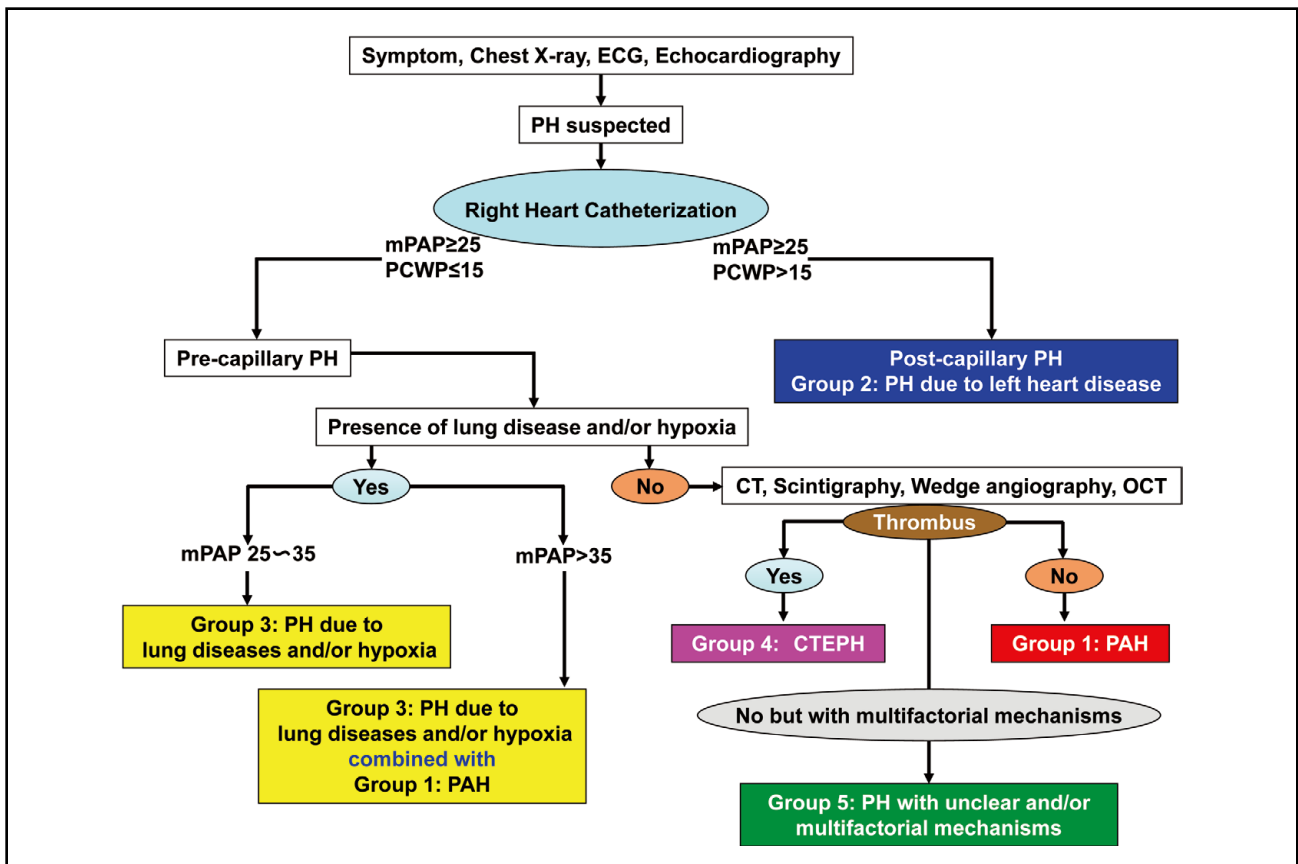 Symptom, Chest X-ray, ECG, Echocardiography
PH suspected
Right Heart Catheterization
mPAP≥25
PCWP≤15
mPAP≥25
PCWP>15
Pre-capillary PH
Post-capillary PH
Group 2: PH due to left heart disease
Presence of lung disease and/or hypoxia
Yes
No
CT, Scintigraphy, Wedge angiography, OCT
Thrombus
mPAP 25∽35
mPAP>35
Yes
No
Group 3: PH due to
lung diseases and/or hypoxia
Group 4: CTEPH
Group 1: PAH
Group 3: PH due to
lung diseases and/or hypoxia
combined with
Group 1: PAH
No but with multifactorial mechanisms
Group 5: PH with unclear and/or
multifactorial mechanisms